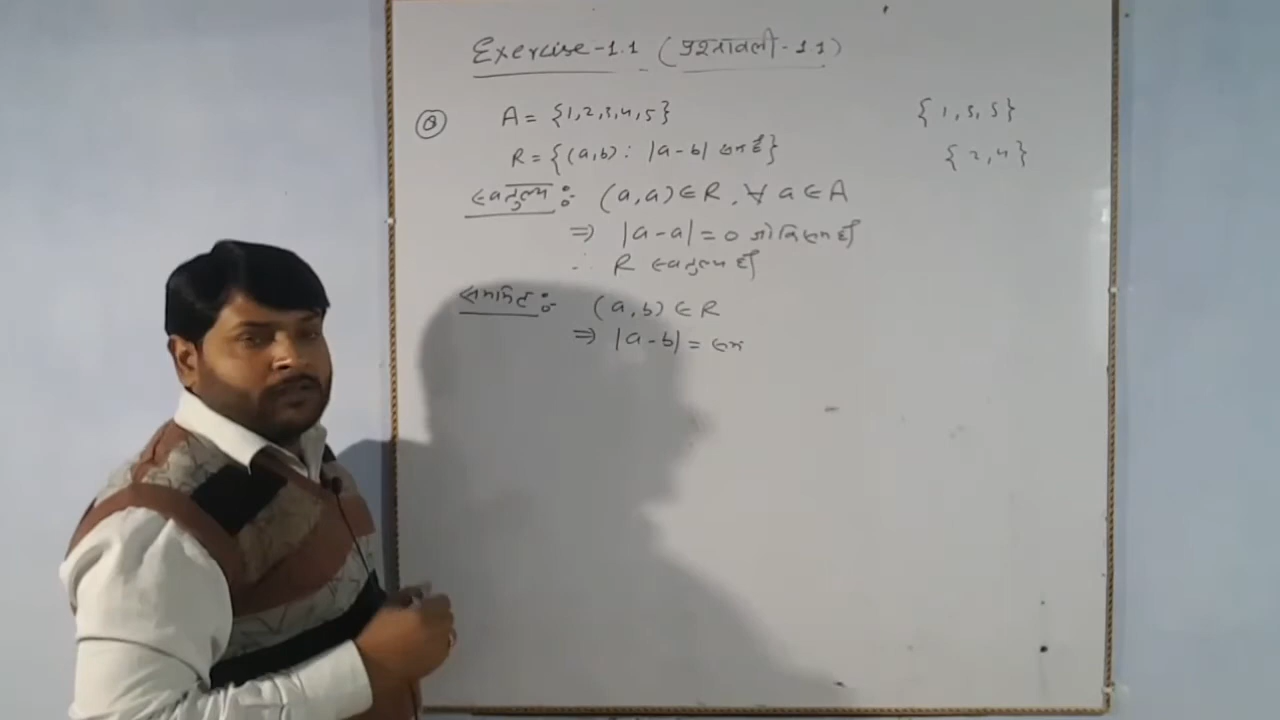 Exercise-1.1 (प्रश्नावली-1.1)
Q A = {1,2,3,4,5}
{1,3,5}
R = {(a,b) : |a-b| सम है}
{2,4}
स्वतुल्य :- (a,a) ∈ R, ∀ a ∈ A
⇒ |a-a| = 0 जो कि सम है
∴ R स्वतुल्य है
सममित :- (a,b) ∈ R
⇒ |a-b| = सम